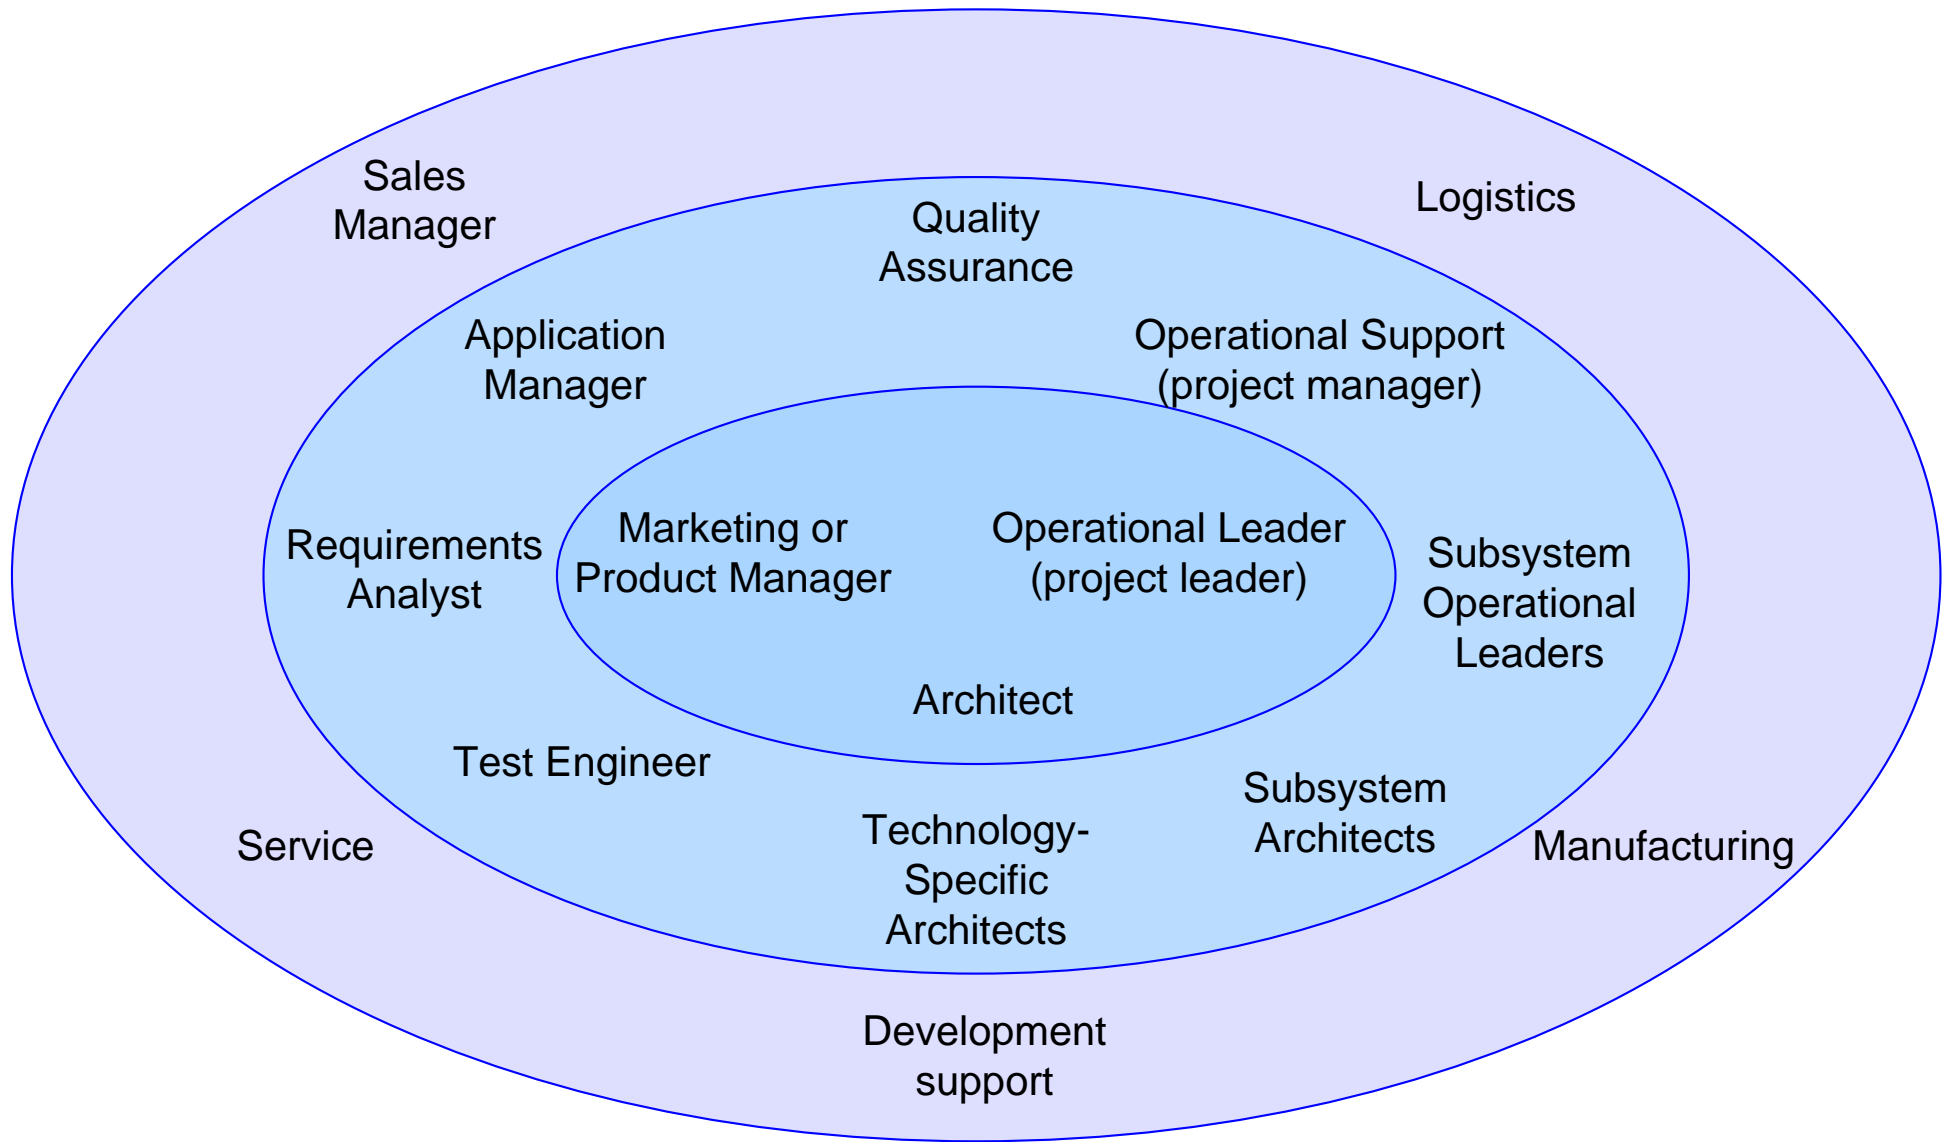 Sales
Manager
Logistics
Quality
Assurance
Application
Manager
Operational Support
(project manager)
Requirements
Analyst
Marketing or
Product Manager
Operational Leader
(project leader)
Subsystem
Operational
Leaders
Architect
Test Engineer
Subsystem
Architects
Technology-
Specific
Architects
Service
Manufacturing
Development
support